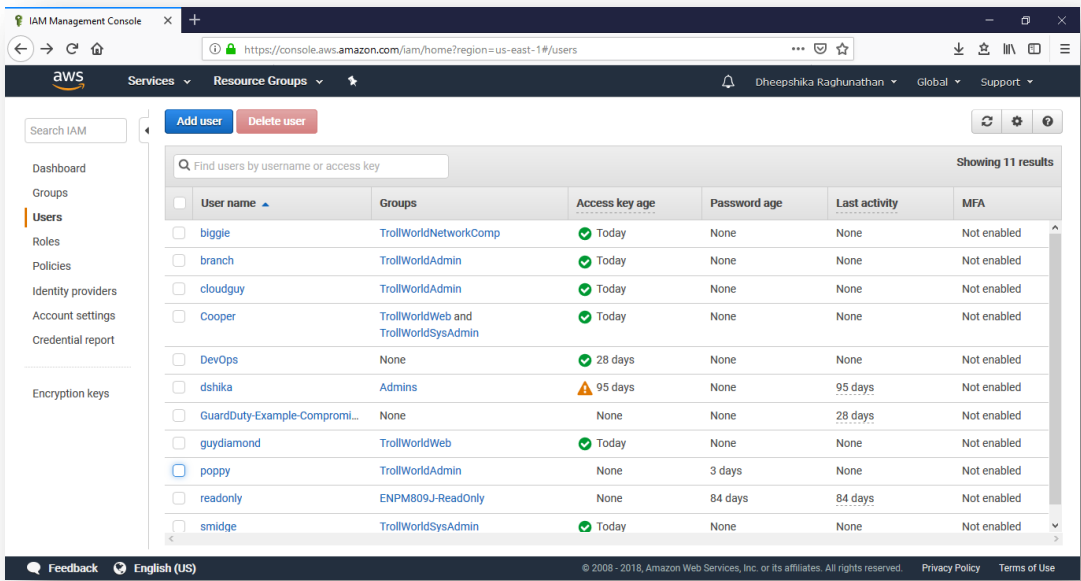 IAM Management Console
https://console.aws.amazon.com/iam/home?region=us-east-1#/users
aws Services Resource Groups Dheepshika Raghunathan Global Support
Search IAM
Dashboard
Groups
Users
Roles
Policies
Identity providers
Account settings
Credential report
Encryption keys
Add user Delete user
Find users by username or access key Showing 11 results
User name Groups Access key age Password age Last activity MFA
biggie TrollWorldNetworkComp Today None None Not enabled
branch TrollWorldAdmin Today None None Not enabled
cloudguy TrollWorldAdmin Today None None Not enabled
Cooper TrollWorldWeb and Today None None Not enabled
TrollWorldSysAdmin
DevOps None 28 days None None Not enabled
dshika Admins 95 days None 95 days Not enabled
GuardDuty-Example-Compromi... None None None 28 days Not enabled
guydiamond TrollWorldWeb Today None None Not enabled
poppy TrollWorldAdmin None 3 days None Not enabled
readonly ENPM809J-ReadOnly None 84 days 84 days Not enabled
smidge TrollWorldSysAdmin Today None None Not enabled
Feedback English (US) © 2008 - 2018, Amazon Web Services, Inc. or its affiliates. All rights reserved. Privacy Policy Terms of Use